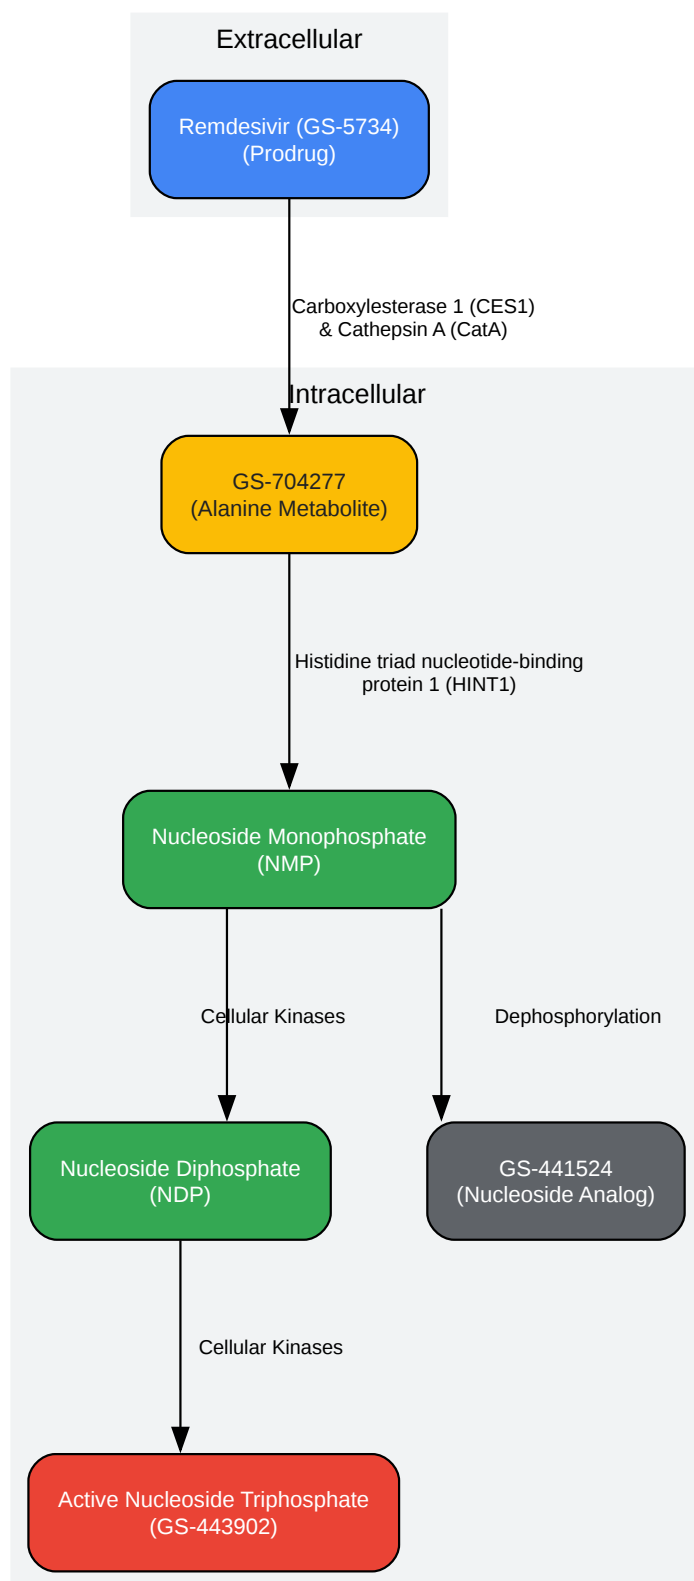 Extracellular
Remdesivir (GS-5734)
(Prodrug)
Carboxylesterase 1 (CES1)
& Cathepsin A (CatA)
Intracellular
GS-704277
(Alanine Metabolite)
Histidine triad nucleotide-binding
protein 1 (HINT1)
Nucleoside Monophosphate
(NMP)
Cellular Kinases
Dephosphorylation
Nucleoside Diphosphate
(NDP)
GS-441524
(Nucleoside Analog)
Cellular Kinases
Active Nucleoside Triphosphate
(GS-443902)